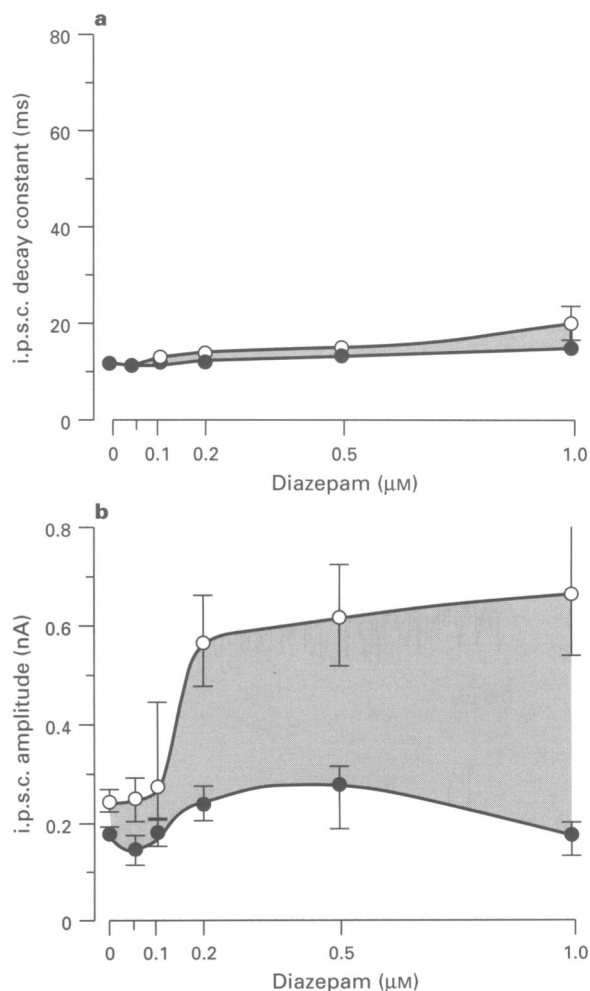 a
80
60
40
20
0
i.p.s.c. decay constant (ms)
0 0.1 0.2 0.5 1.0
Diazepam (µM)
b
0.8
0.6
0.4
0.2
0
i.p.s.c. amplitude (nA)
0 0.1 0.2 0.5 1.0
Diazepam (µM)